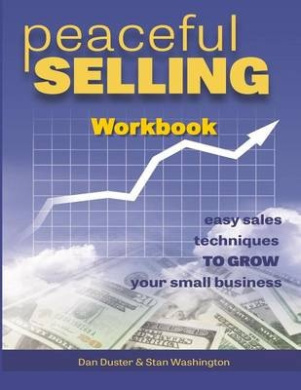 peaceful
SELLING
Workbook
easy sales
techniques
TO GROW
your small business
Dan Duster & Stan Washington